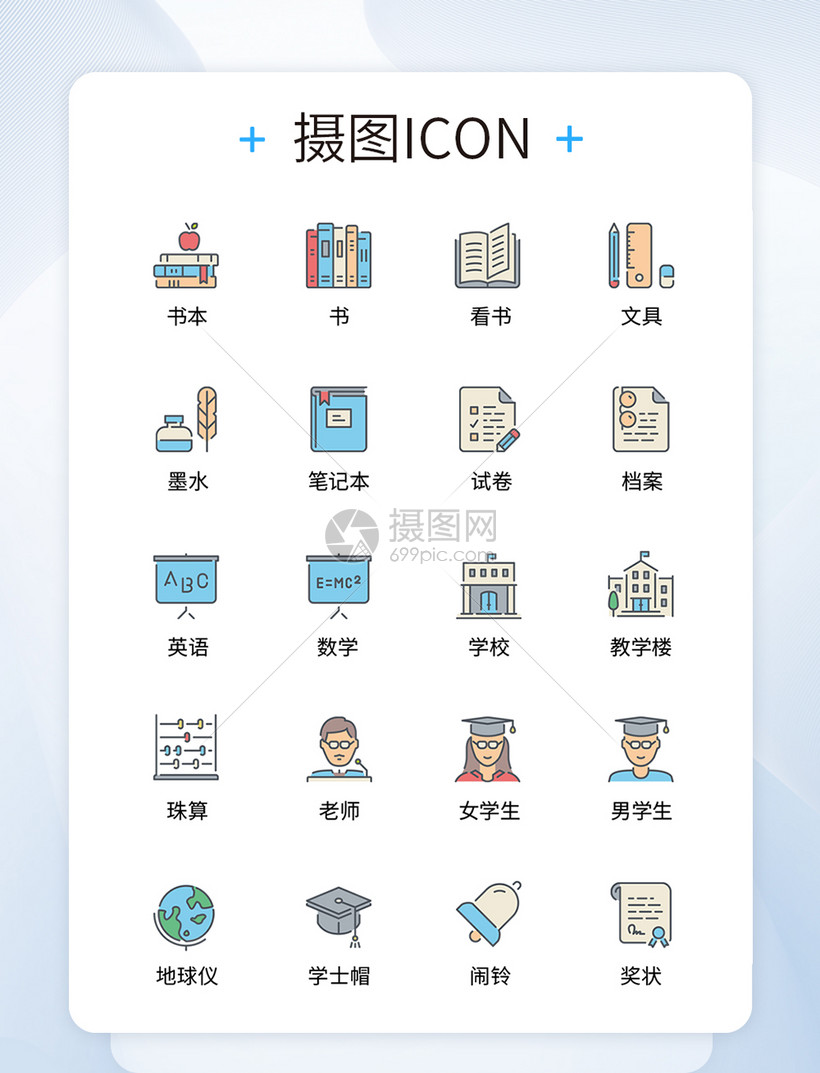 + 摄图ICON +
书本 书 看书 文具
墨水 笔记本 试卷 档案
摄图网
699pic.com
ABC E=MC²
英语 数学 学校 教学楼
珠算 老师 女学生 男学生
地球仪 学士帽 闹铃 奖状